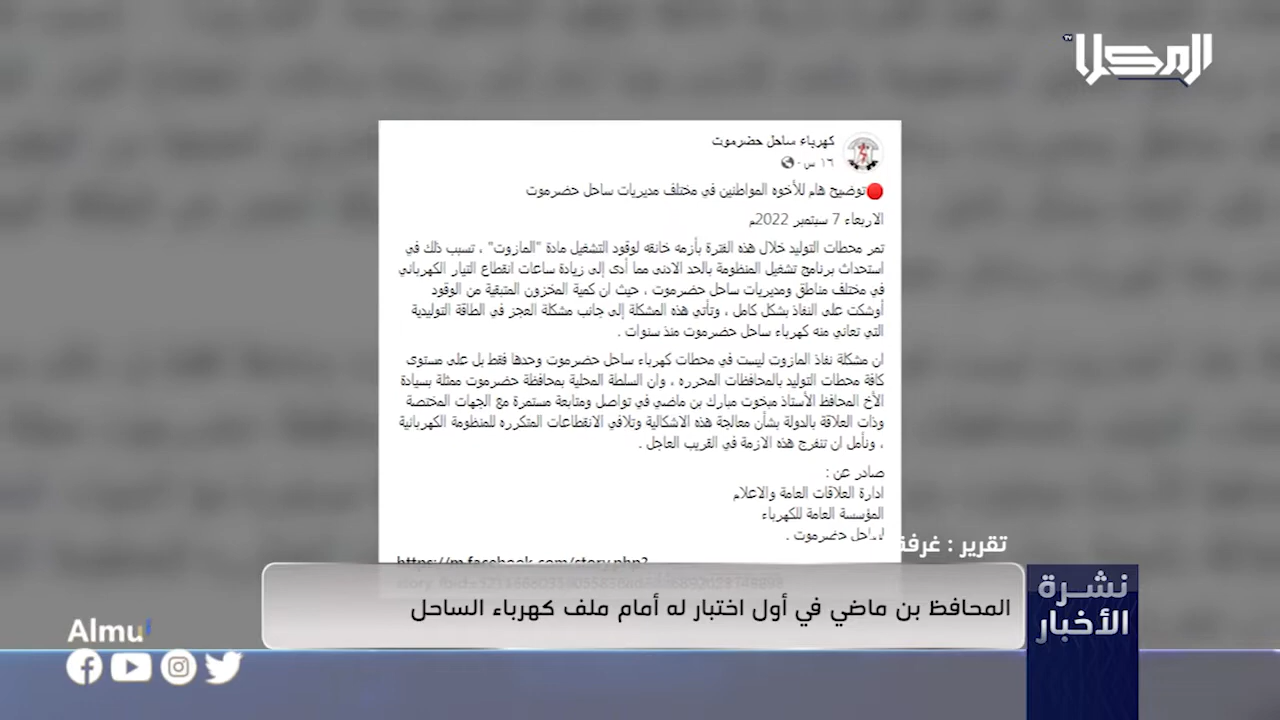 المكلا TV
كهرباء ساحل حضرموت
١٦ س ·
توضيح هام للأخوه المواطنين في مختلف مديريات ساحل حضرموت
الاربعاء 7 سبتمبر 2022م
تمر محطات التوليد خلال هذه الفترة بأزمه خانقه لوقود التشغيل مادة "المازوت" ، تسبب ذلك في
استحداث برنامج تشغيل المنظومة بالحد الادنى مما أدى إلى زيادة ساعات انقطاع التيار الكهربائي
في مختلف مناطق ومديريات ساحل حضرموت ، حيث ان كمية المخزون المتبقية من الوقود
أوشكت على النفاذ بشكل كامل ، وتأتي هذه المشكلة إلى جانب مشكلة العجز في الطاقة التوليدية
التي تعاني منه كهرباء ساحل حضرموت منذ سنوات .
ان مشكلة نفاذ المازوت ليست في محطات كهرباء ساحل حضرموت وحدها فقط بل على مستوى
كافة محطات التوليد بالمحافظات المحرره ، وان السلطة المحلية بمحافظة حضرموت ممثلة بسيادة
الأخ المحافظ الأستاذ مبخوت مبارك بن ماضي في تواصل ومتابعة مستمرة مع الجهات المختصة
وذات العلاقة بالدولة بشأن معالجة هذه الاشكالية وتلافي الانقطاعات المتكرره للمنظومة الكهربائية
، ونأمل ان تنفرج هذه الازمة في القريب العاجل .
صادر عن :
ادارة العلاقات العامة والاعلام
المؤسسة العامة للكهرباء
لساحل حضرموت .
https://m.facebook.com/story.php?
تقرير : غرفة
المحافظ بن ماضي في أول اختبار له أمام ملف كهرباء الساحل
نشرة
الأخبار
Almu